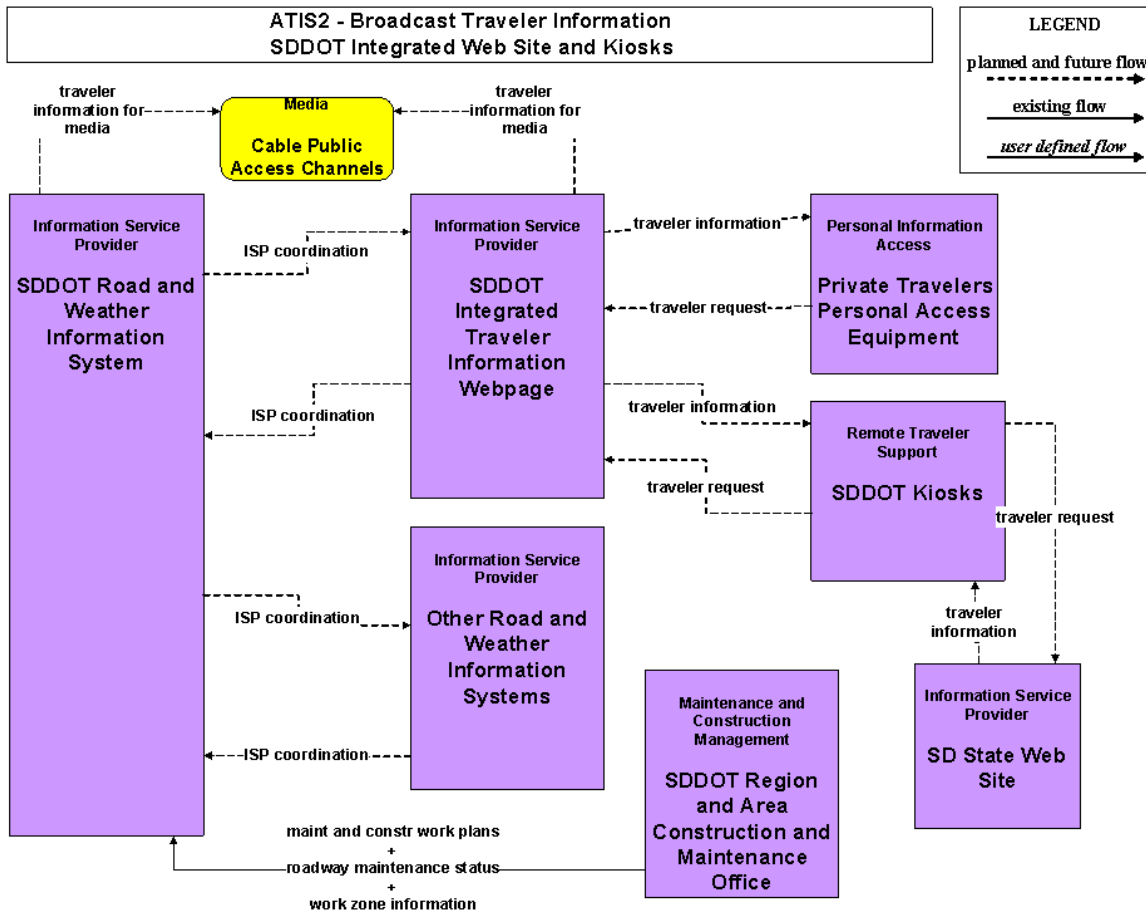 ATIS2 - Broadcast Traveler Information
SDDOT Integrated Web Site and Kiosks
LEGEND
planned and future flow
existing flow
user defined flow
traveler
information for
media
Media
Cable Public
Access Channels
traveler
information for
media
Information Service
Provider
SDDOT Road and
Weather
Information
System
ISP coordination
ISP coordination
Information Service
Provider
SDDOT
Integrated
Traveler
Information
Webpage
traveler information
traveler request
Personal Information
Access
Private Travelers
Personal Access
Equipment
traveler information
traveler request
Remote Traveler
Support
SDDOT Kiosks
traveler request
traveler
information
ISP coordination
ISP coordination
Information Service
Provider
Other Road and
Weather
Information
Systems
Maintenance and
Construction
Management
SDDOT Region
and Area
Construction and
Maintenance
Office
Information Service
Provider
SD State Web
Site
maint and constr work plans
+
roadway maintenance status
+
work zone information